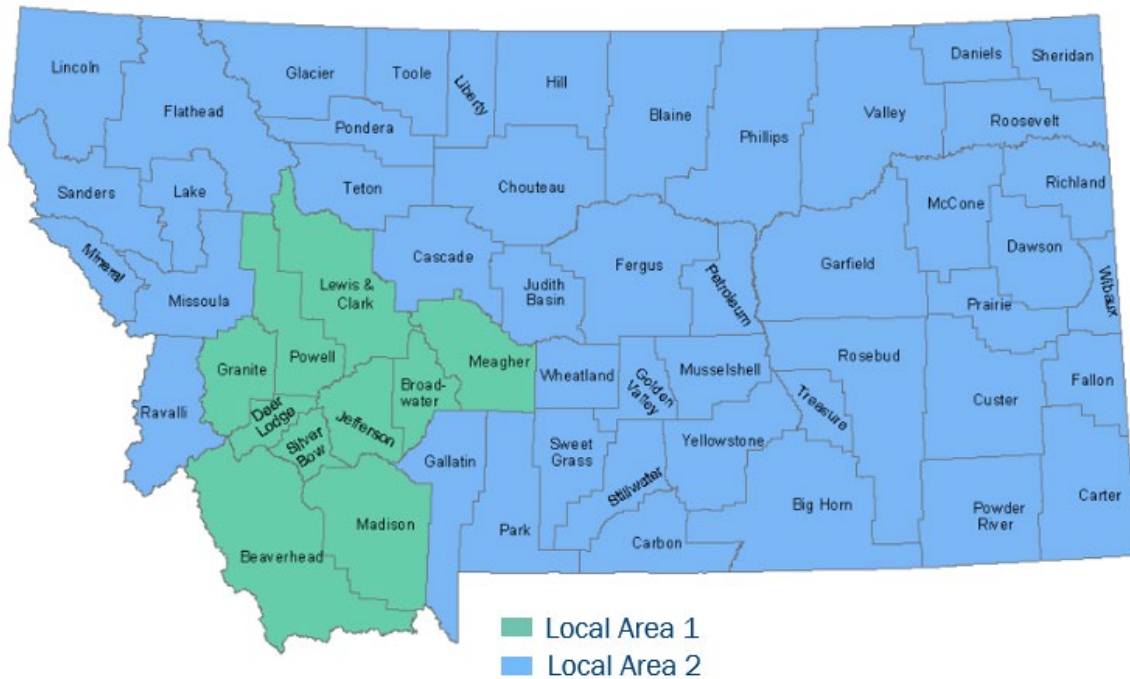 Lincoln
Flathead
Glacier
Toole
Liberty
Hill
Blaine
Phillips
Valley
Daniels
Sheridan
Roosevelt
Pondera
Teton
Chouteau
Sanders
Lake
Mineral
Missoula
Cascade
Judith
Basin
Fergus
Petroleum
Garfield
McCone
Richland
Dawson
Prairie
Wibaux
Lewis &
Clark
Powell
Granite
Meagher
Broad-
water
Deer
Lodge
Silver
Bow
Jefferson
Ravalli
Wheatland
Golden
Valley
Musselshell
Rosebud
Treasure
Custer
Fallon
Gallatin
Sweet
Grass
Stillwater
Yellowstone
Madison
Beaverhead
Park
Carbon
Big Horn
Powder
River
Carter
Local Area 1
Local Area 2